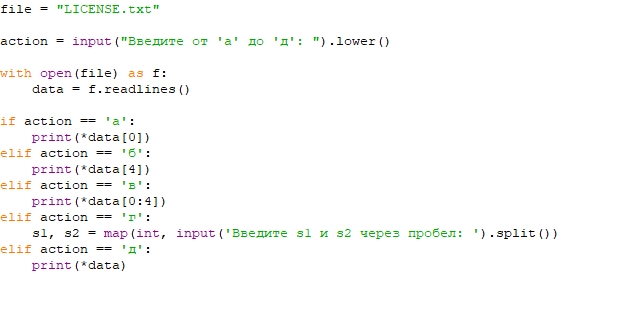 file = "LICENSE.txt"
action = input("Введите от 'а' до 'д': ").lower()
with open(file) as f:
    data = f.readlines()
if action == 'а':
    print(*data[0])
elif action == 'б':
    print(*data[4])
elif action == 'в':
    print(*data[0:4])
elif action == 'г':
    s1, s2 = map(int, input('Введите s1 и s2 через пробел: ').split())
elif action == 'д':
    print(*data)